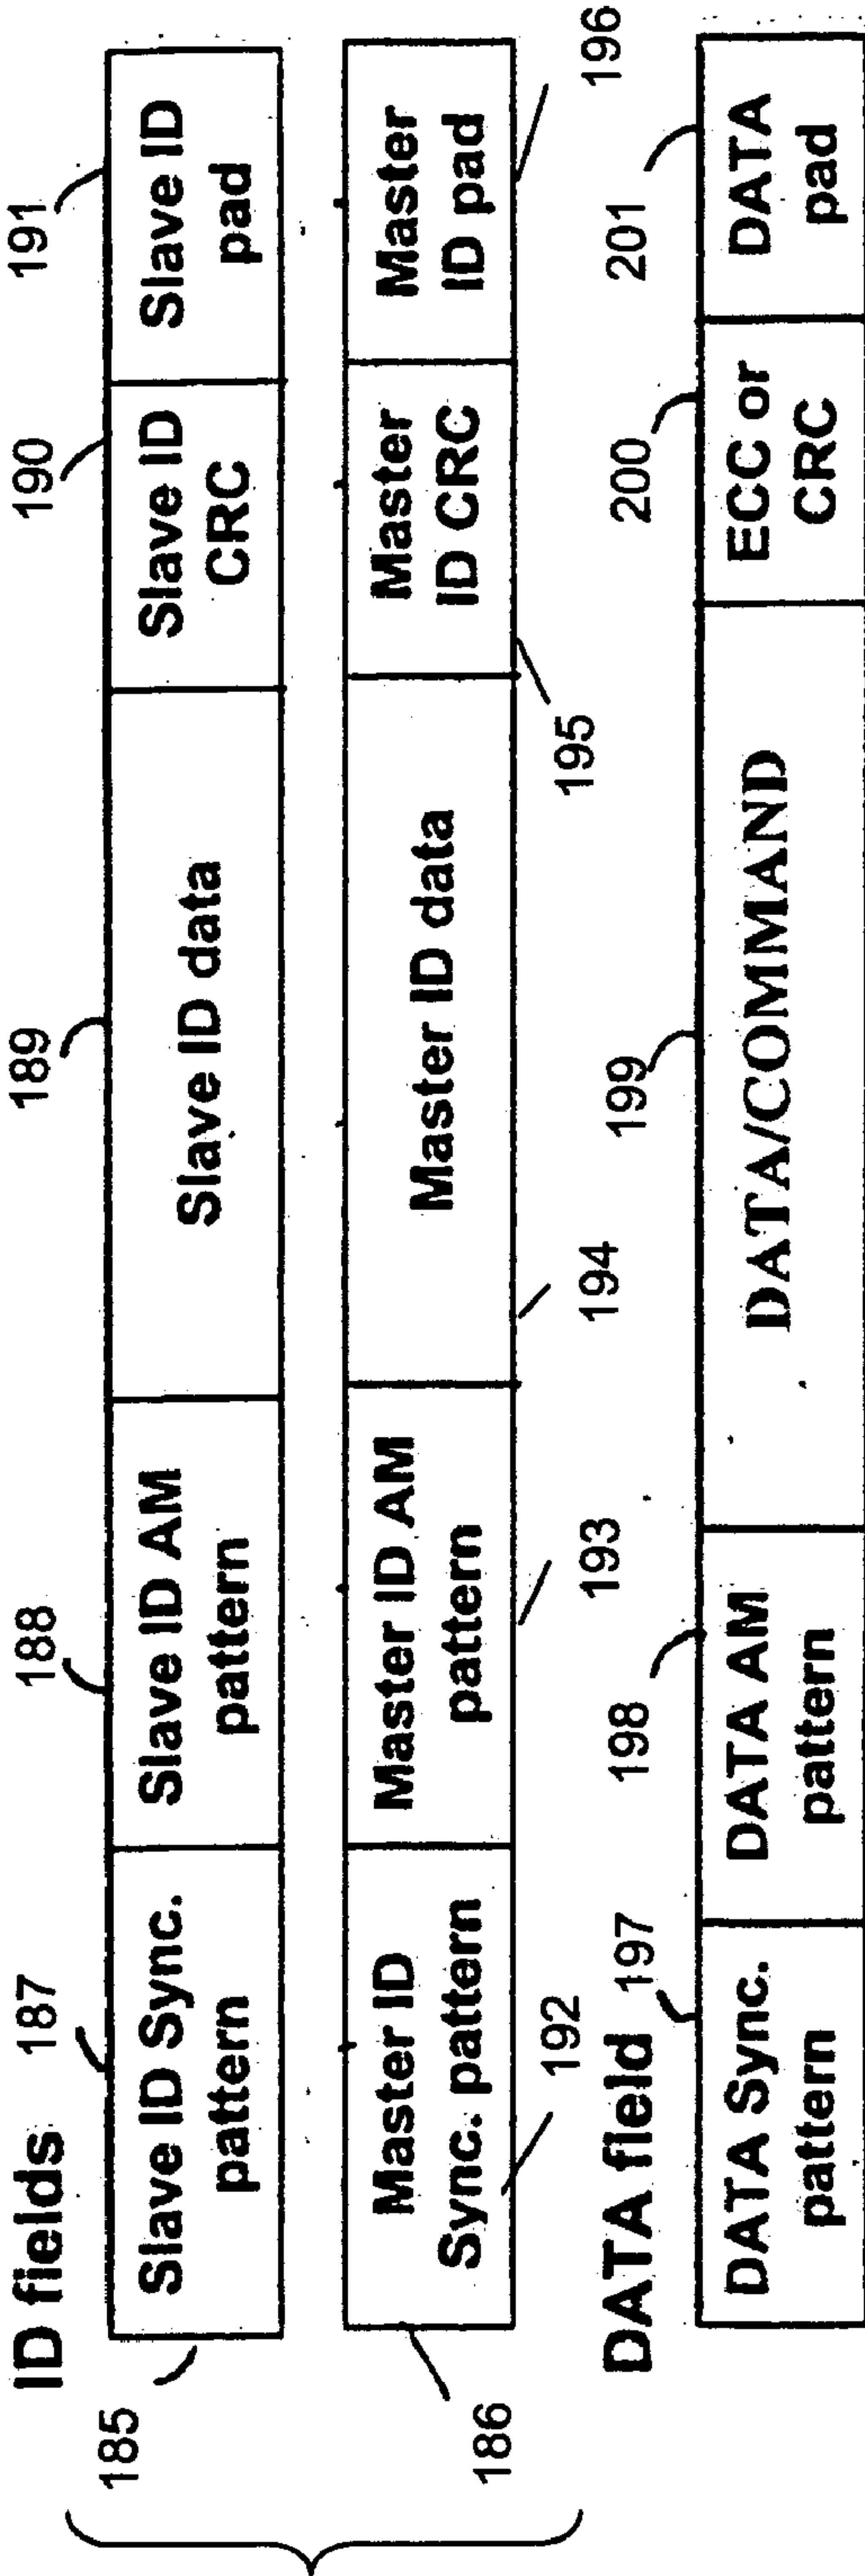 ID fields
187 188 189 190 191
185
Slave ID Sync. pattern
Slave ID AM pattern
Slave ID data
Slave ID CRC
Slave ID pad
186
Master ID Sync. pattern
Master ID AM pattern
Master ID data
Master ID CRC
Master ID pad
192 193 194 195 196
DATA field
197 198 199 200 201
DATA Sync. pattern
DATA AM pattern
DATA/COMMAND
ECC or CRC
DATA pad